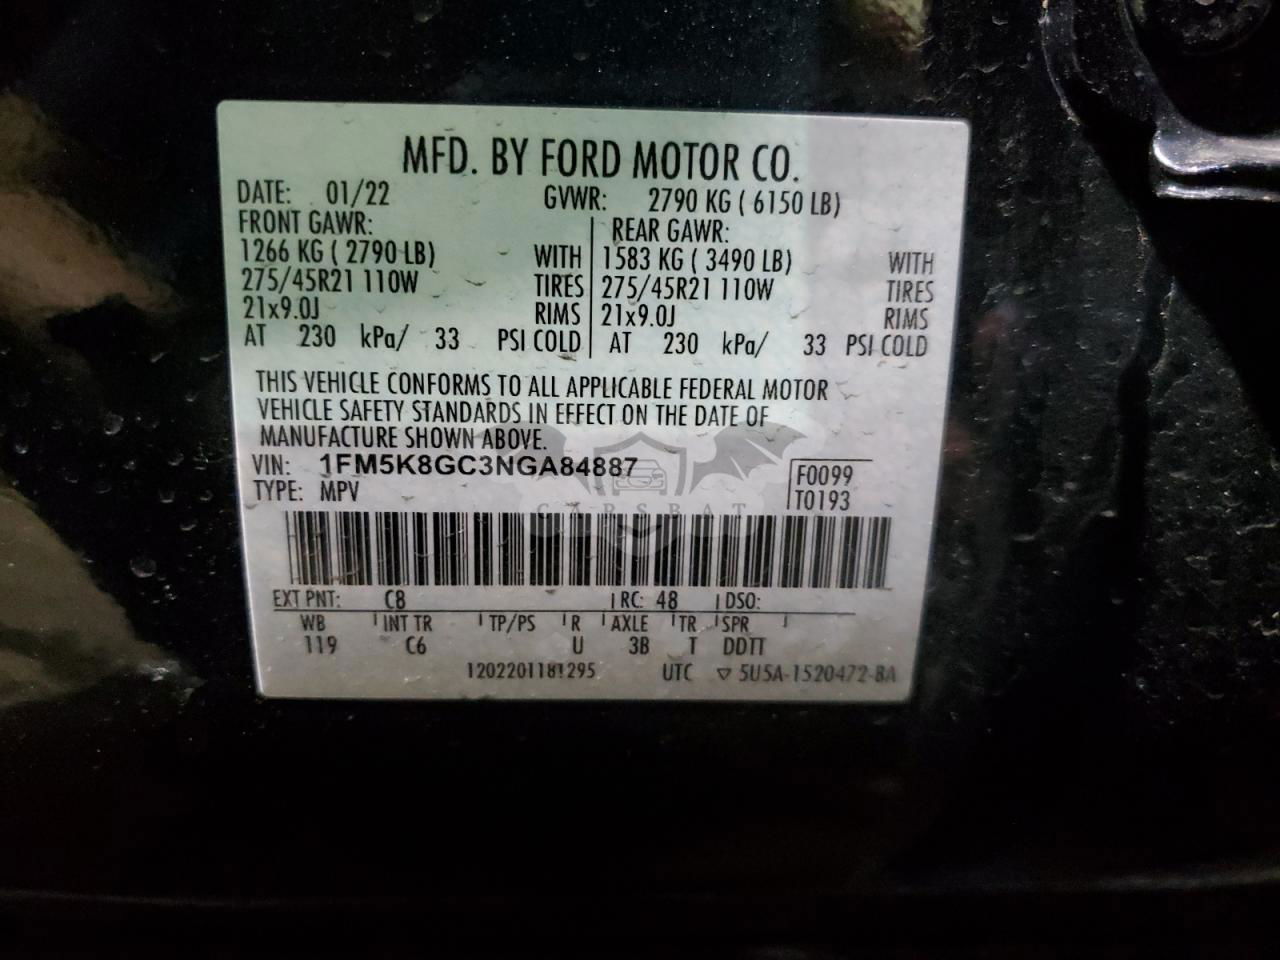 MFD. BY FORD MOTOR CO.
DATE: 01/22 GVWR: 2790 KG ( 6150 LB)
FRONT GAWR: REAR GAWR:
1266 KG ( 2790 LB) WITH 1583 KG ( 3490 LB) WITH
275/45R21 110W TIRES 275/45R21 110W TIRES
21x9.0J RIMS 21x9.0J RIMS
AT 230 kPa/ 33 PSI COLD AT 230 kPa/ 33 PSI COLD
THIS VEHICLE CONFORMS TO ALL APPLICABLE FEDERAL MOTOR
VEHICLE SAFETY STANDARDS IN EFFECT ON THE DATE OF
MANUFACTURE SHOWN ABOVE.
VIN: 1FM5K8GC3NGA84887 F0099
TYPE: MPV T0193
CARSBAT
EXT PNT: C8 RC: 48 DSO:
WB INT TR TP/PS R AXLE TR SPR
119 C6 U 3B T DDTT
1202201181295 UTC ▽ 5U5A-1520472-BA